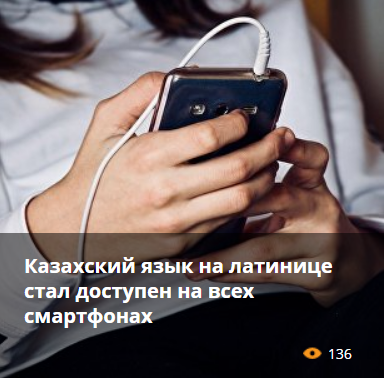 Казахский язык на латинице
стал доступен на всех
смартфонах
136